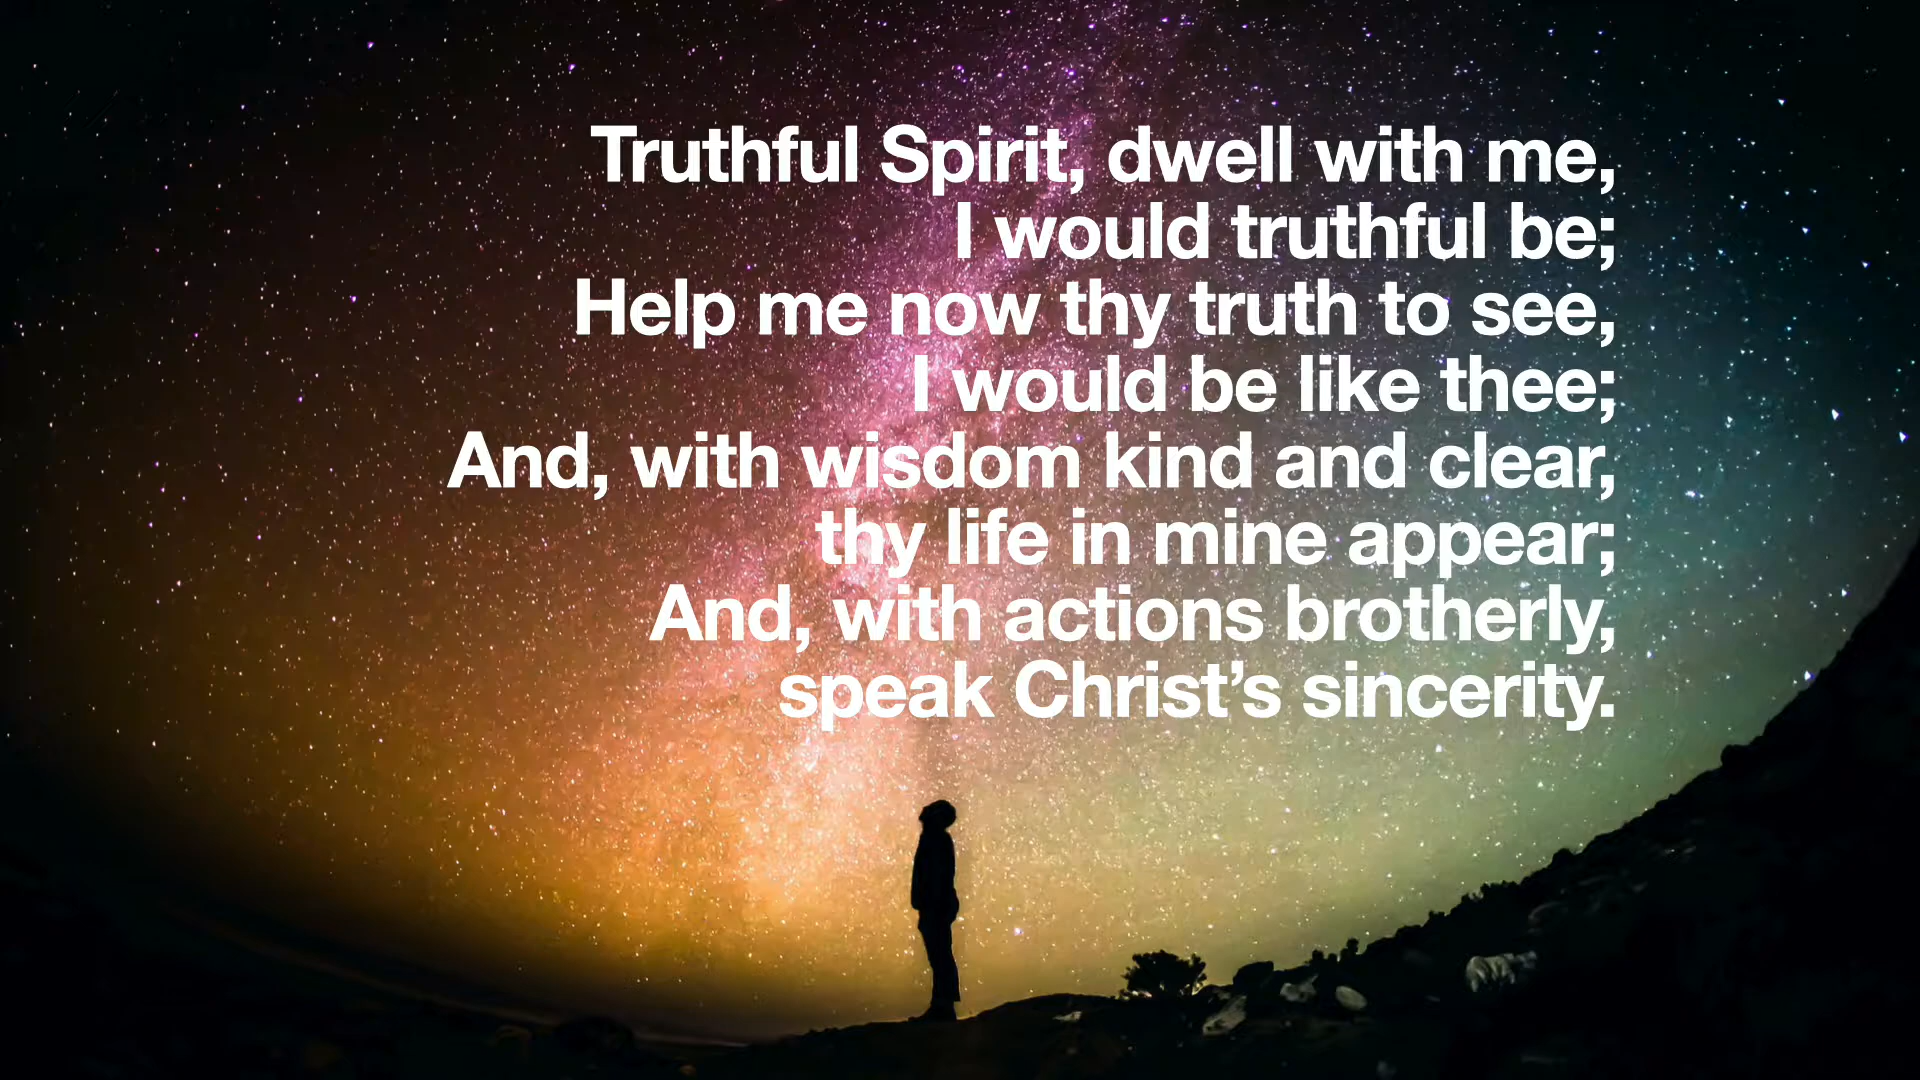 Truthful Spirit, dwell with me,
I would truthful be;
Help me now thy truth to see,
I would be like thee;
And, with wisdom kind and clear,
thy life in mine appear;
And, with actions brotherly,
speak Christ’s sincerity.